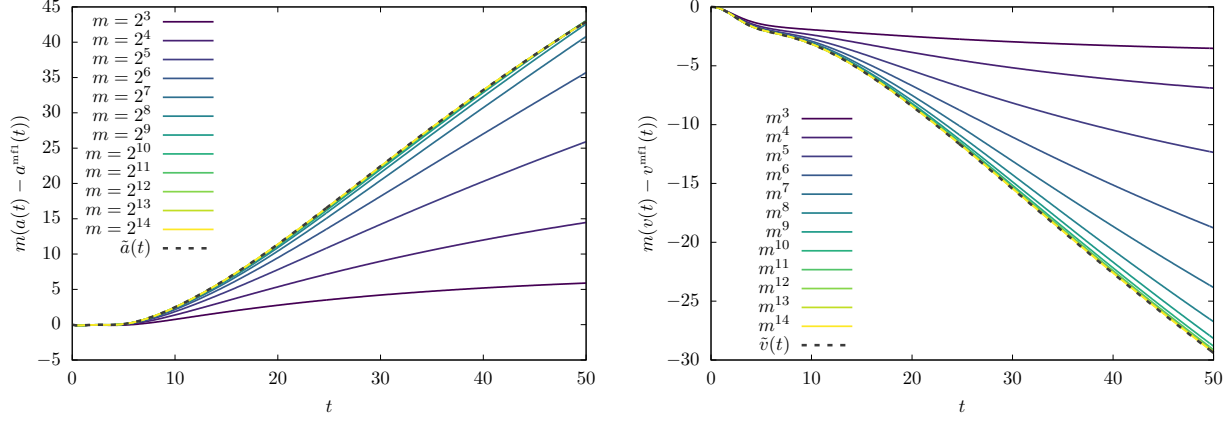 m(a(t) − a^{mf1}(t))
45
40
35
30
25
20
15
10
5
0
−5
0 10 20 30 40 50
t
m = 2^3
m = 2^4
m = 2^5
m = 2^6
m = 2^7
m = 2^8
m = 2^9
m = 2^{10}
m = 2^{11}
m = 2^{12}
m = 2^{13}
m = 2^{14}
ã(t)
m(v(t) − v^{mf1}(t))
0
−5
−10
−15
−20
−25
−30
0 10 20 30 40 50
t
m^3
m^4
m^5
m^6
m^7
m^8
m^9
m^{10}
m^{11}
m^{12}
m^{13}
m^{14}
ṽ(t)